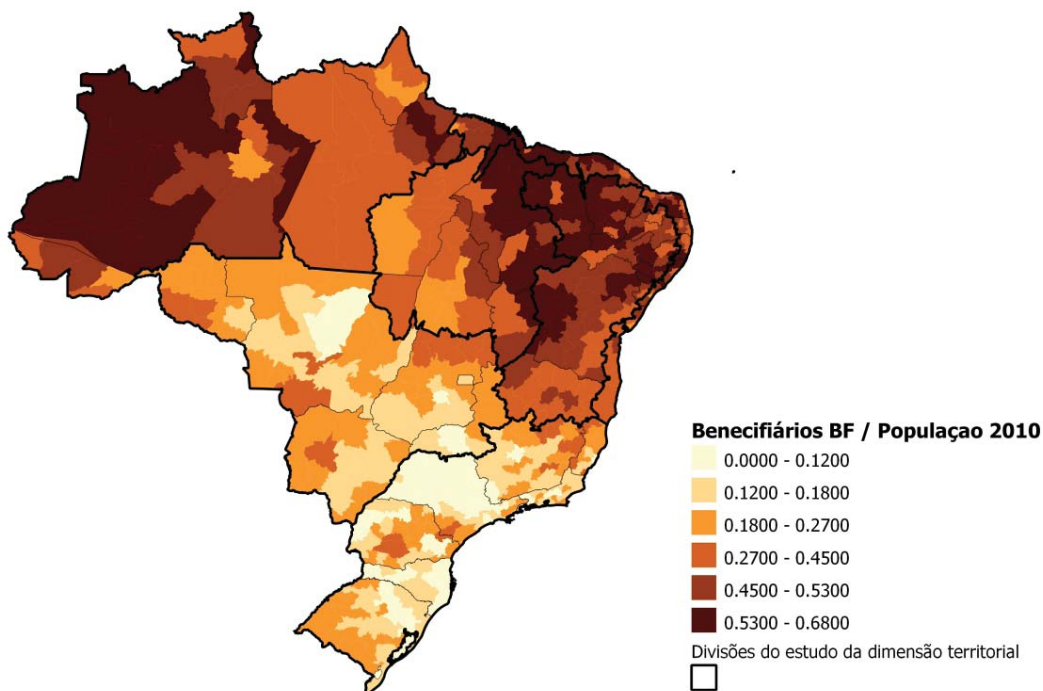 Benecifiários BF / Populaçao 2010
0.0000 - 0.1200
0.1200 - 0.1800
0.1800 - 0.2700
0.2700 - 0.4500
0.4500 - 0.5300
0.5300 - 0.6800
Divisões do estudo da dimensão territorial